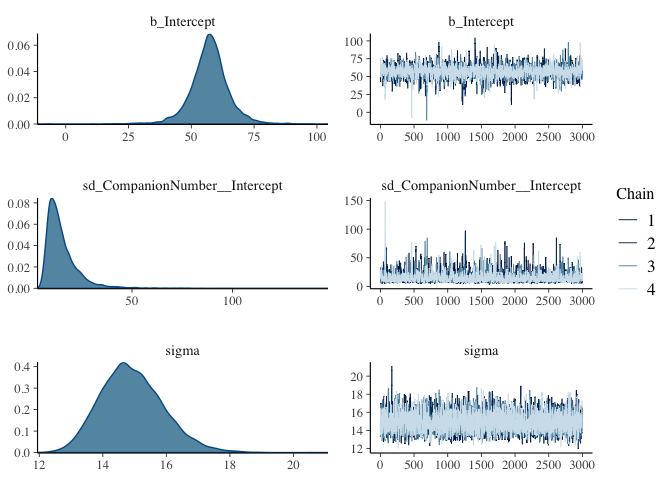 b_Intercept
0.06
0.04
0.02
0.00
0 25 50 75 100
b_Intercept
100
75
50
25
0
0 500 1000 1500 2000 2500 3000
sd_CompanionNumber__Intercept
0.08
0.06
0.04
0.02
0.00
50 100
sd_CompanionNumber__Intercept
150
100
50
0
0 500 1000 1500 2000 2500 3000
sigma
0.4
0.3
0.2
0.1
0.0
12 14 16 18 20
sigma
20
18
16
14
12
0 500 1000 1500 2000 2500 3000
Chain
1
2
3
4